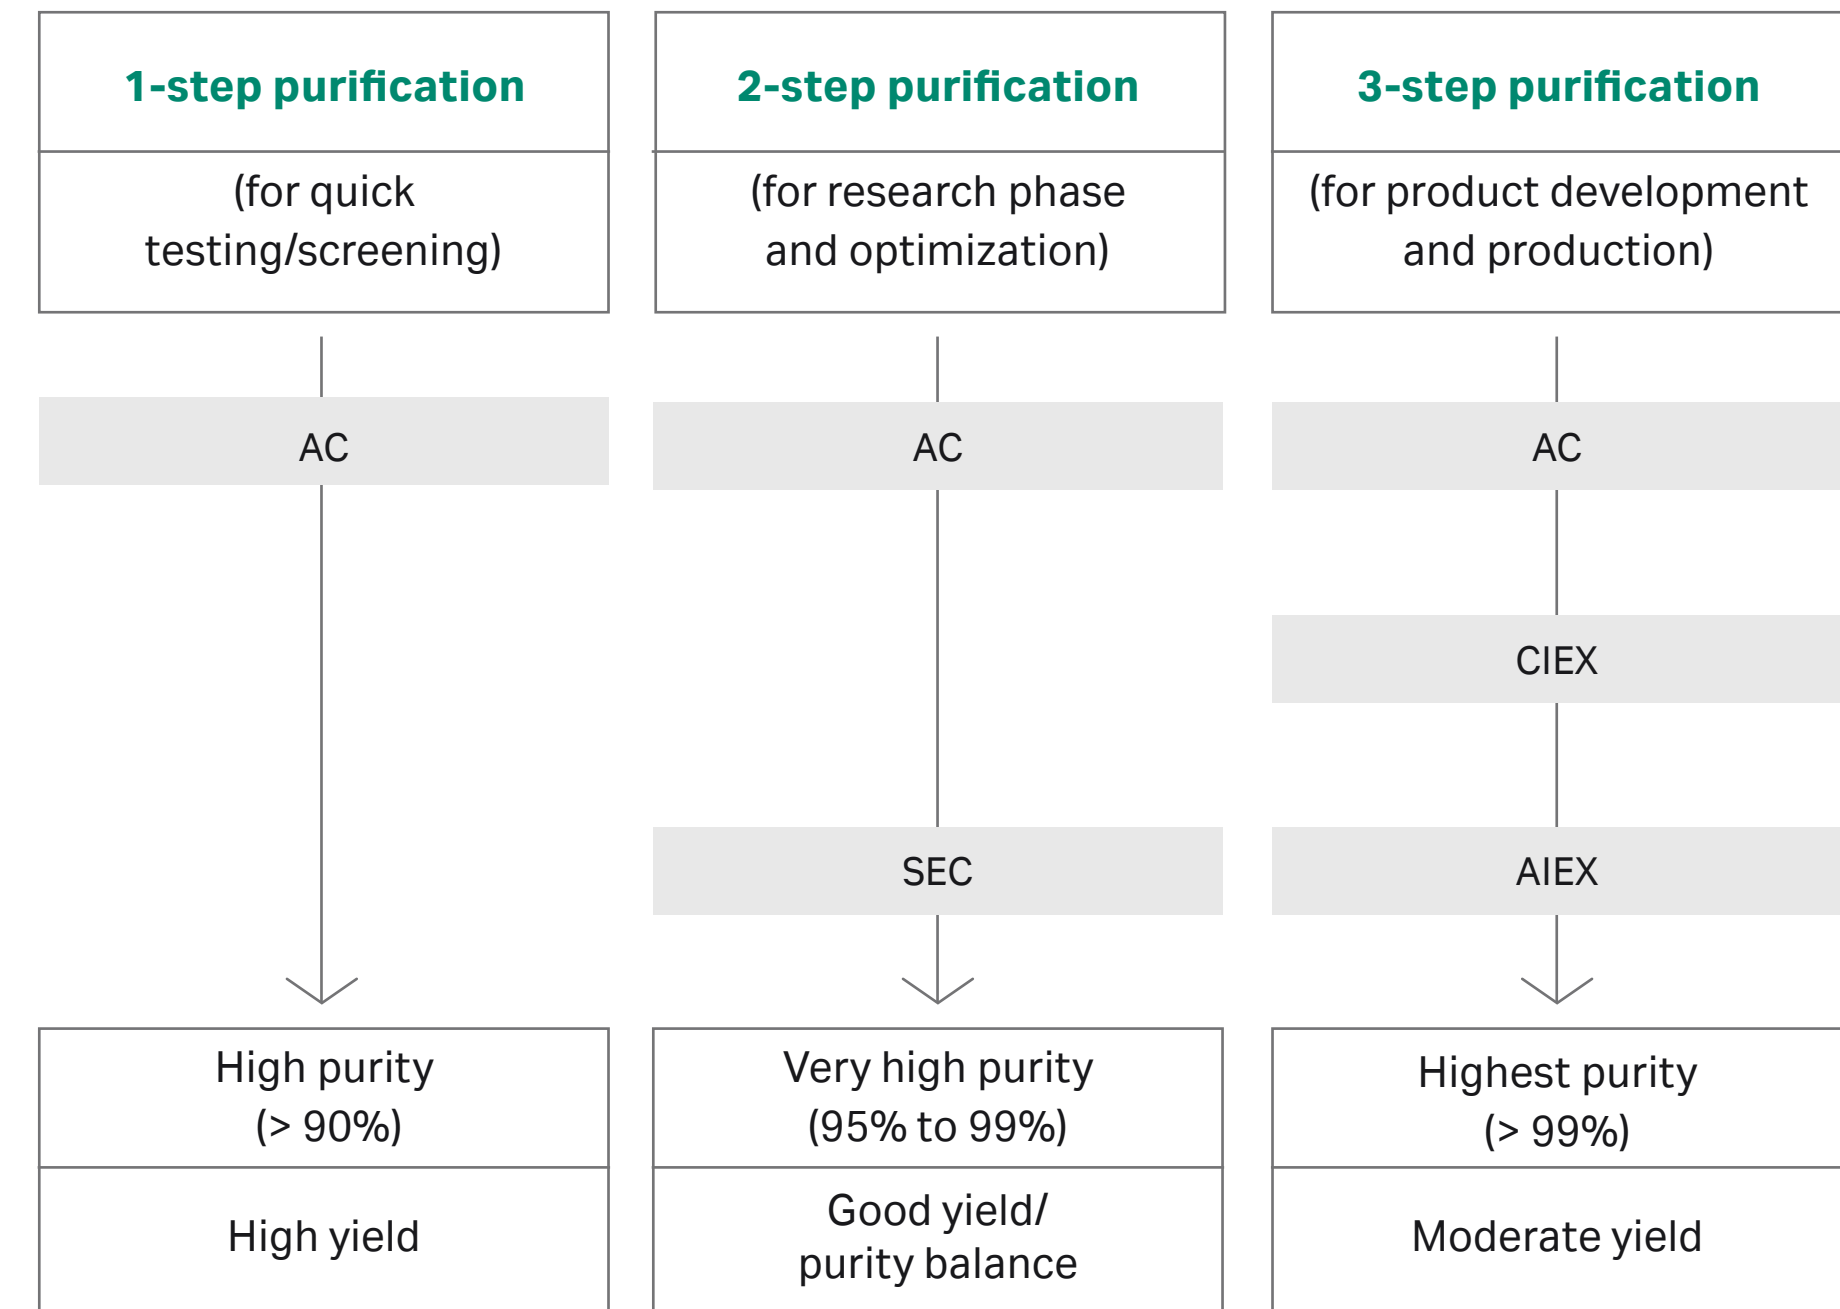 1-step purification
(for quick
testing/screening)
AC
High purity
(> 90%)
High yield
2-step purification
(for research phase
and optimization)
AC
SEC
Very high purity
(95% to 99%)
Good yield/
purity balance
3-step purification
(for product development
and production)
AC
CIEX
AIEX
Highest purity
(> 99%)
Moderate yield